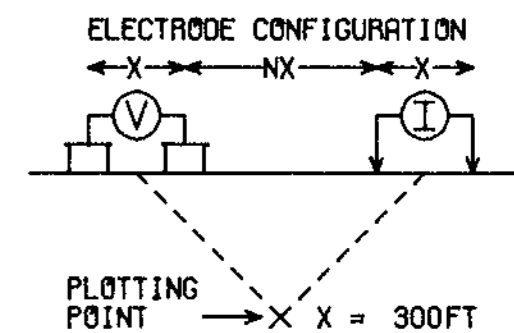 ELECTRODE CONFIGURATION
X NX X
V I
PLOTTING
POINT X X = 300FT